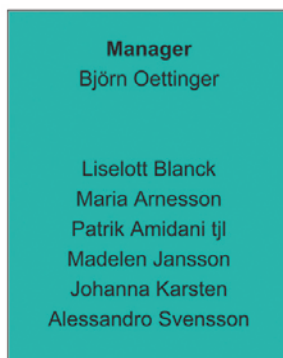 Manager
Björn Oettinger
Liselott Blanck
Maria Arnesson
Patrik Amidani tjl
Madelen Jansson
Johanna Karsten
Alessandro Svensson